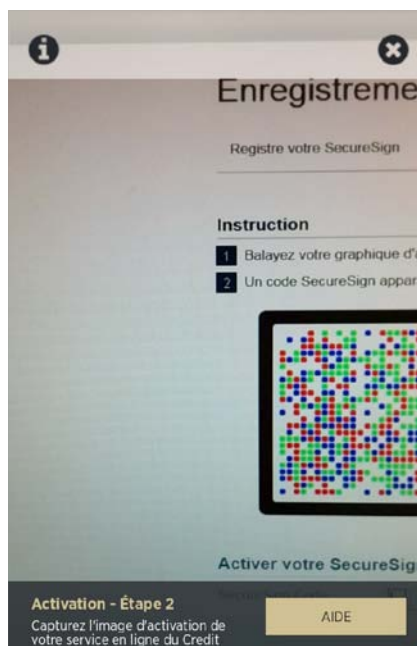 Enregistreme
Registre votre SecureSign
Instruction
1 Balayez votre graphique d'a
2 Un code SecureSign appar
Activer votre SecureSig
Activation - Étape 2
Capturez l'image d'activation de
votre service en ligne du Credit
AIDE